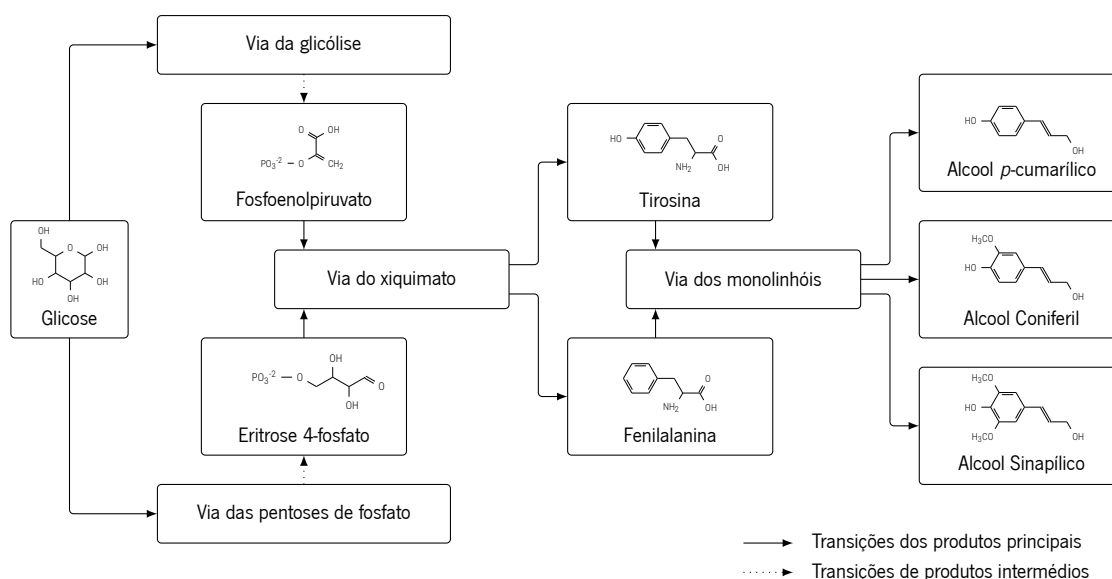 Via da glicólise
O
OH
PO₃⁻²
O
CH₂
Fosfoenolpiruvato
OH
O
OH
HO
OH
OH
Glicose
Via do xiquimato
PO₃⁻²
O
OH
O
OH
Eritrose 4-fosfato
Via das pentoses de fosfato
HO
O
NH₂
OH
Tirosina
Via dos monolinhóis
O
NH₂
OH
Fenilalanina
HO
OH
Alcool p-cumarílico
H₃CO
HO
OH
Alcool Coniferil
H₃CO
HO
H₃CO
OH
Alcool Sinapílico
Transições dos produtos principais
Transições de produtos intermédios